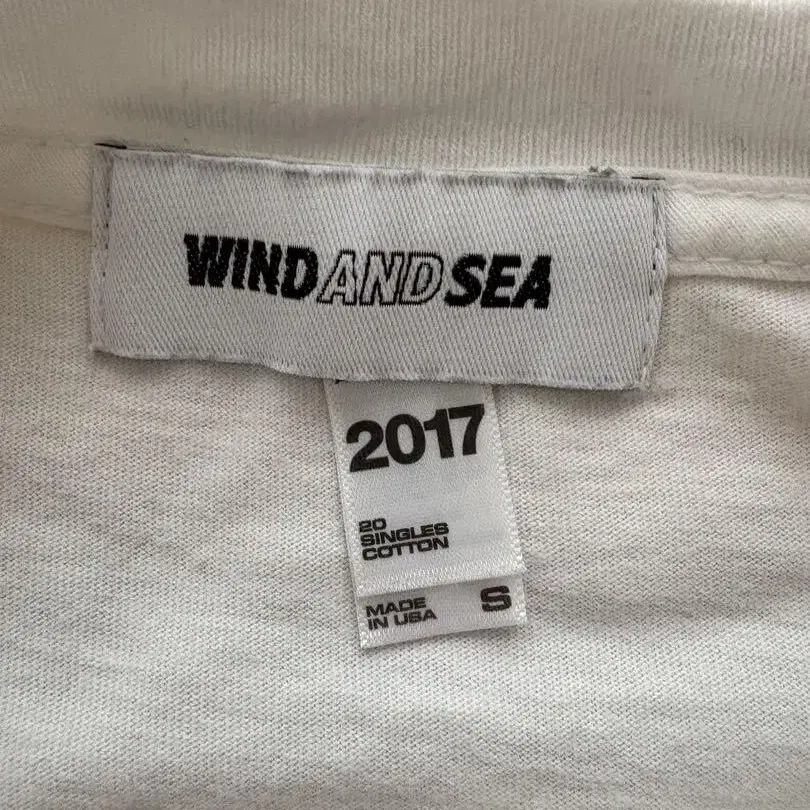 WINDANDSEA
2017
20
SINGLES
COTTON
MADE
IN USA
S